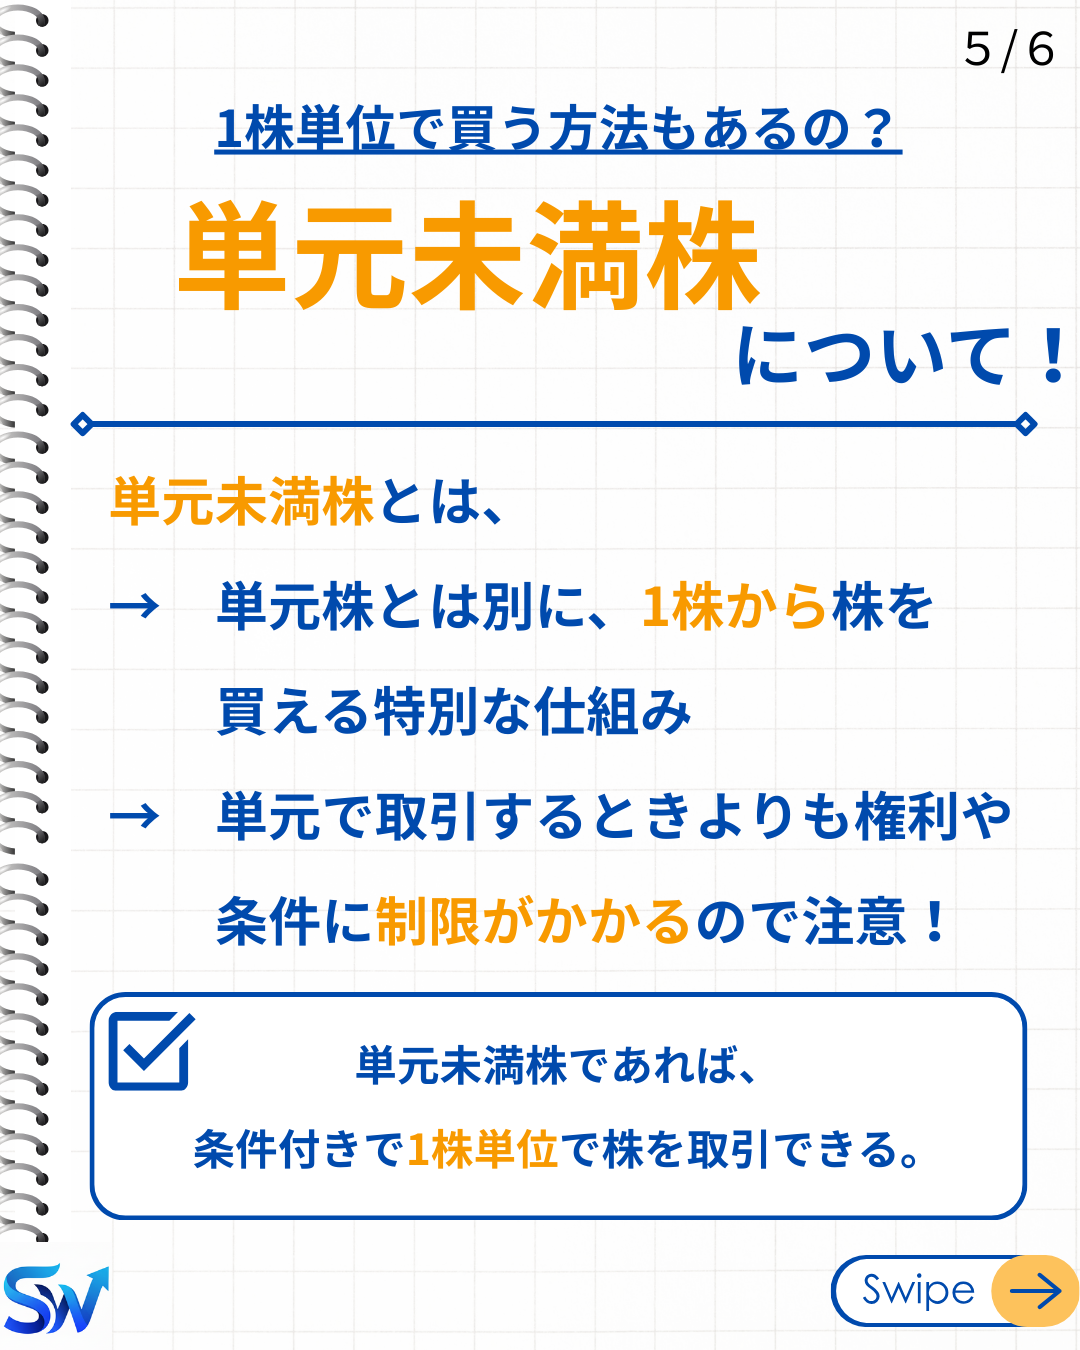 5/6
1株単位で買う方法もあるの？
単元未満株
について！
単元未満株とは、
→ 単元株とは別に、1株から株を
買える特別な仕組み
→ 単元で取引するときよりも権利や
条件に制限がかかるので注意！
単元未満株であれば、
条件付きで1株単位で株を取引できる。
SW
Swipe